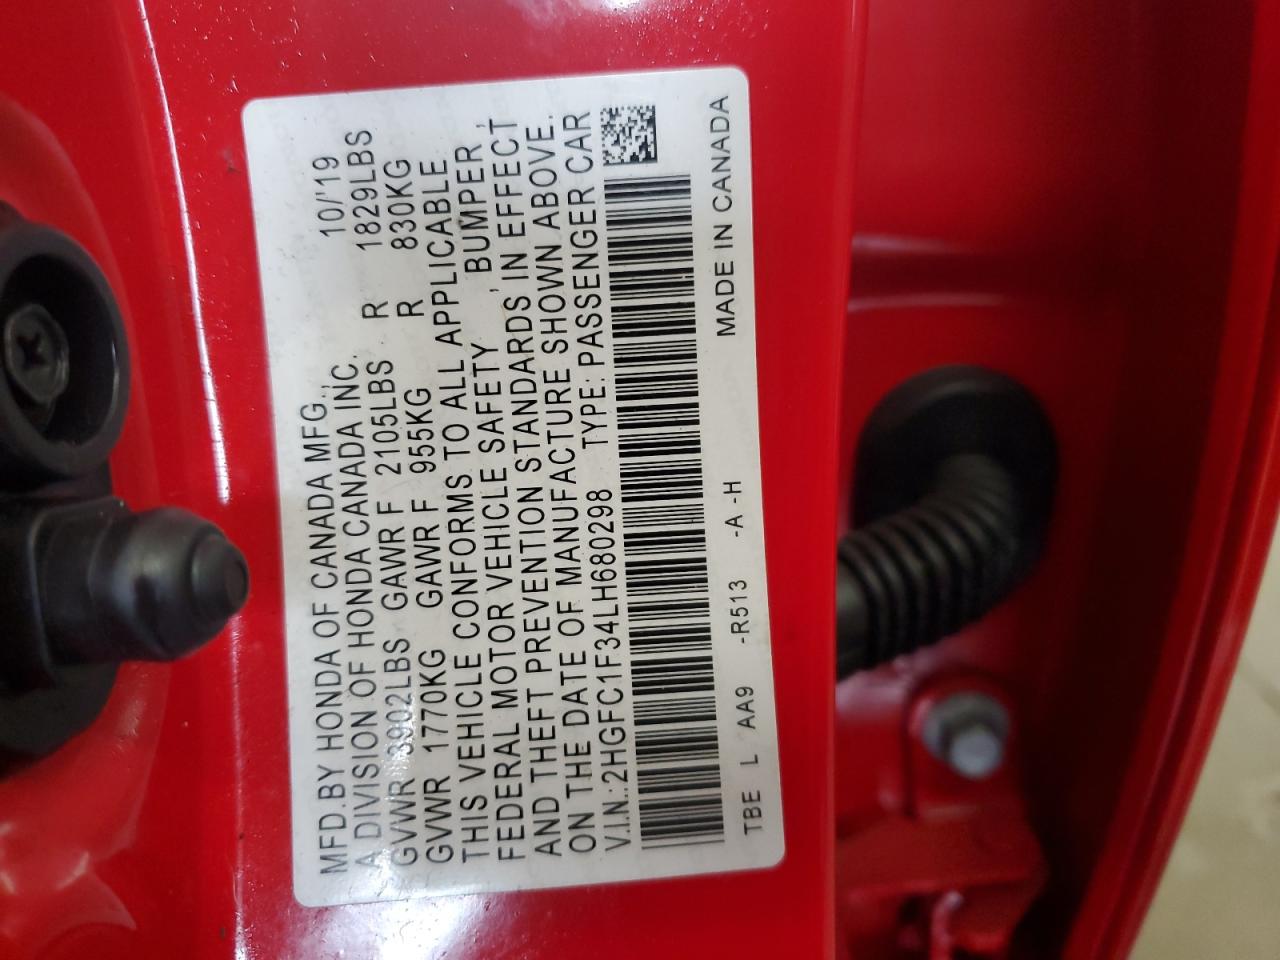 MFD.BY HONDA OF CANADA MFG., 10/'19
A DIVISION OF HONDA CANADA INC.
GVWR 3902LBS GAWR F 2105LBS R 1829LBS
GVWR 1770KG GAWR F 955KG R 830KG
THIS VEHICLE CONFORMS TO ALL APPLICABLE
FEDERAL MOTOR VEHICLE SAFETY , BUMPER ,
AND THEFT PREVENTION STANDARDS IN EFFECT
ON THE DATE OF MANUFACTURE SHOWN ABOVE.
V.I.N.:2HGFC1F34LH680298 TYPE: PASSENGER CAR
TBE L AA9 -R513 -A -H MADE IN CANADA